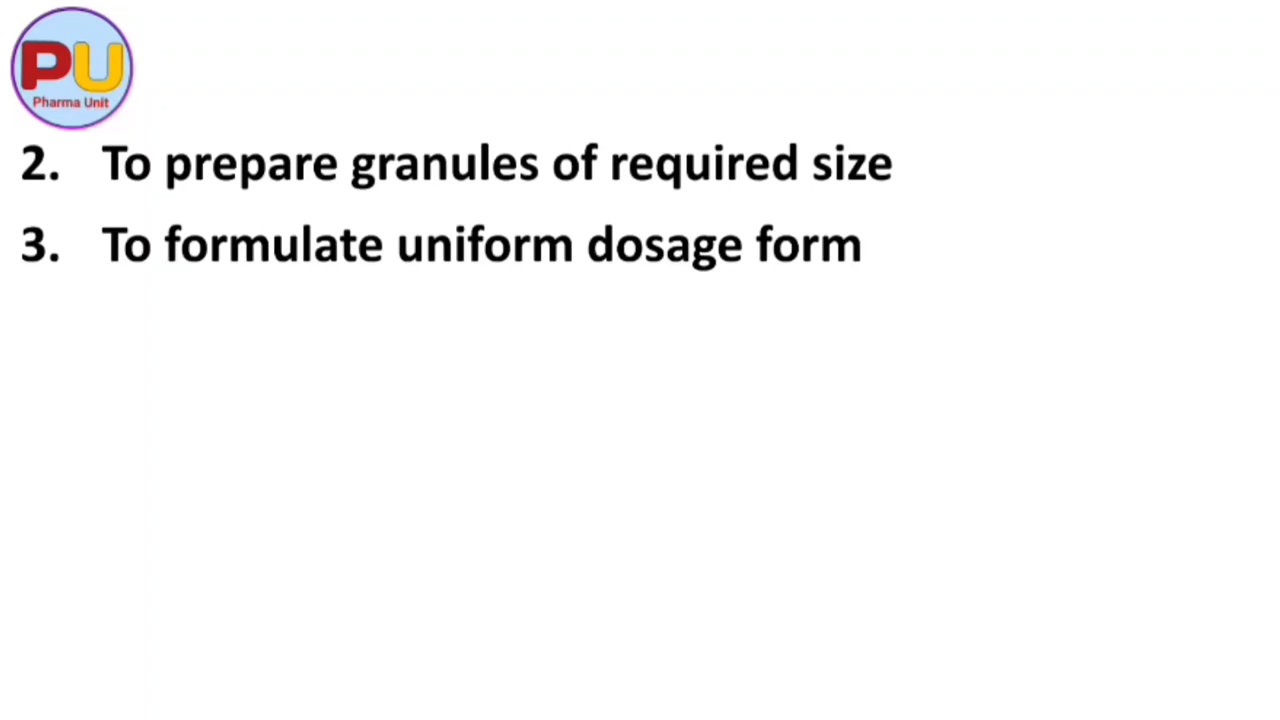 PU
Pharma Unit
2. To prepare granules of required size
3. To formulate uniform dosage form